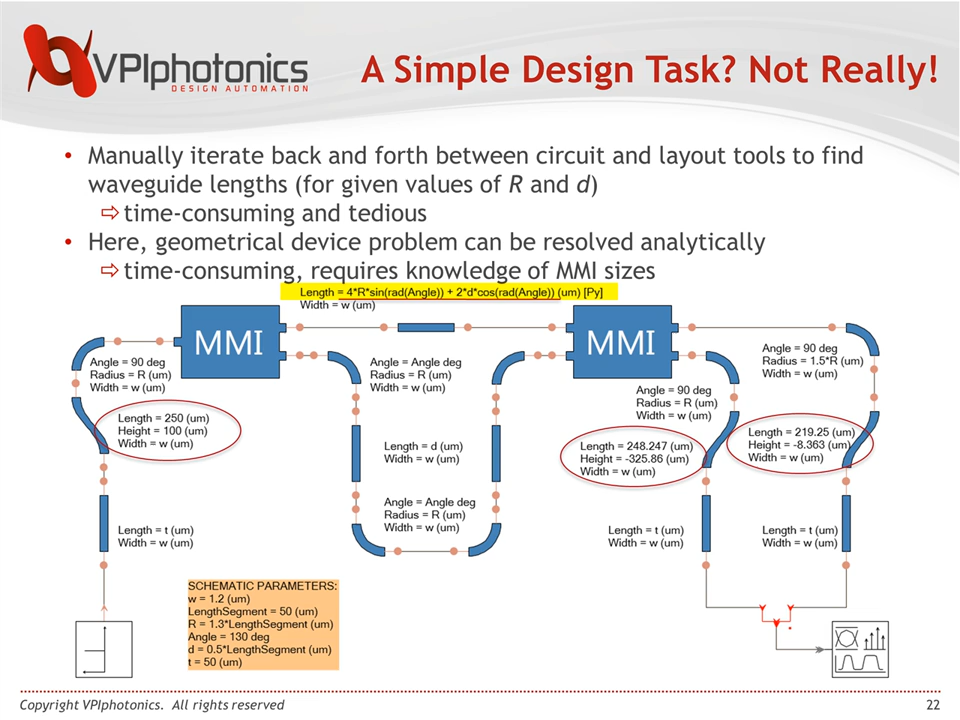 VPIphotonics
DESIGN AUTOMATION
A Simple Design Task? Not Really!
• Manually iterate back and forth between circuit and layout tools to find
waveguide lengths (for given values of R and d)
⇨ time-consuming and tedious
• Here, geometrical device problem can be resolved analytically
⇨ time-consuming, requires knowledge of MMI sizes
Length = 4*R*sin(rad(Angle)) + 2*d*cos(rad(Angle)) (um) [Py]
Width = w (um)
MMI
MMI
Angle = 90 deg
Radius = R (um)
Width = w (um)
Angle = Angle deg
Radius = R (um)
Width = w (um)
Angle = 90 deg
Radius = 1.5*R (um)
Width = w (um)
Angle = 90 deg
Radius = R (um)
Width = w (um)
Length = 250 (um)
Height = 100 (um)
Width = w (um)
Length = d (um)
Width = w (um)
Length = 248.247 (um)
Height = -325.86 (um)
Width = w (um)
Length = 219.25 (um)
Height = -8.363 (um)
Width = w (um)
Angle = Angle deg
Radius = R (um)
Width = w (um)
Length = t (um)
Width = w (um)
Length = t (um)
Width = w (um)
Length = t (um)
Width = w (um)
SCHEMATIC PARAMETERS:
w = 1.2 (um)
LengthSegment = 50 (um)
R = 1.3*LengthSegment (um)
Angle = 130 deg
d = 0.5*LengthSegment (um)
t = 50 (um)
Copyright VPIphotonics. All rights reserved
22